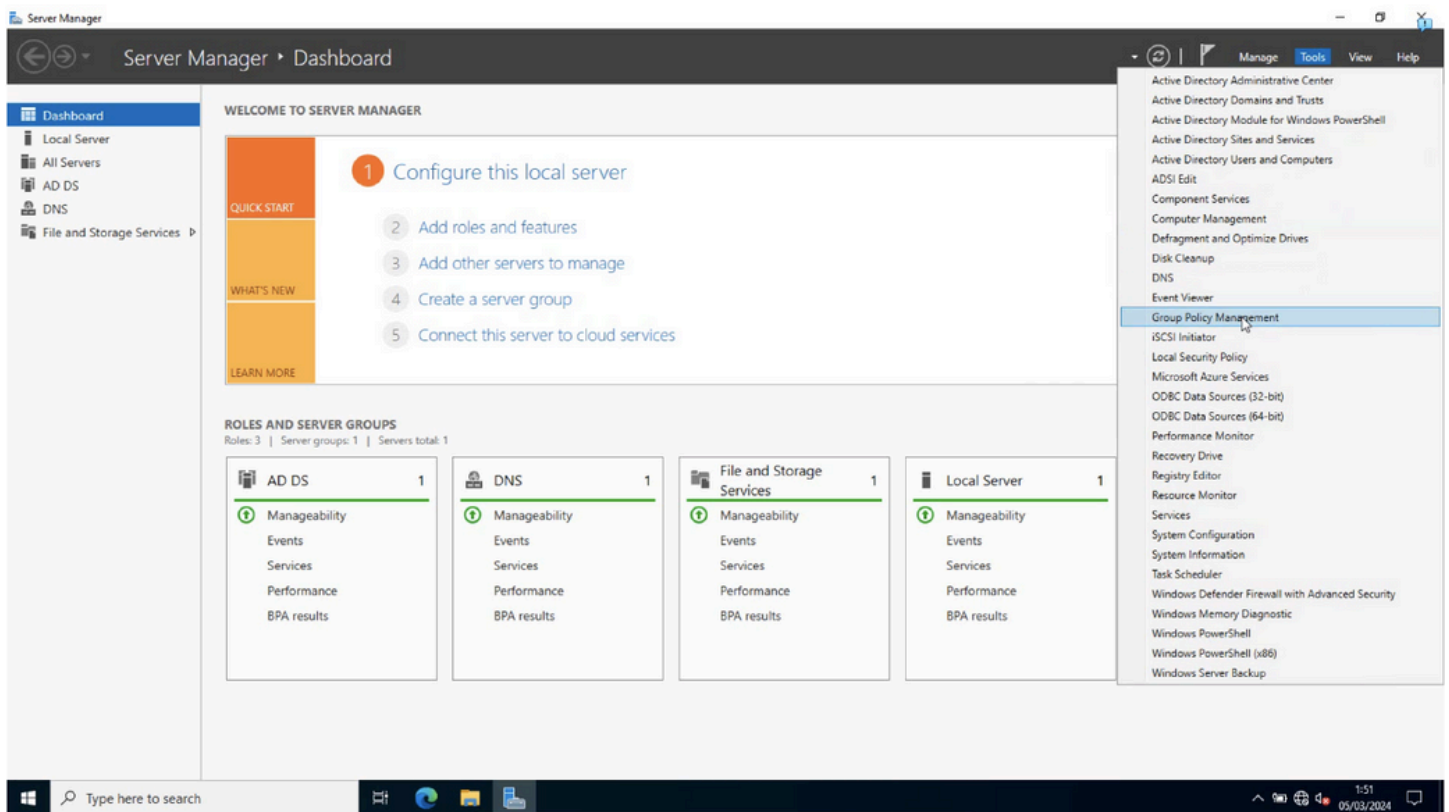 Server Manager
Server Manager ‣ Dashboard
Manage Tools View Help
Dashboard
Local Server
All Servers
AD DS
DNS
File and Storage Services
WELCOME TO SERVER MANAGER
QUICK START
WHAT'S NEW
LEARN MORE
1 Configure this local server
2 Add roles and features
3 Add other servers to manage
4 Create a server group
5 Connect this server to cloud services
ROLES AND SERVER GROUPS
Roles: 3 | Server groups: 1 | Servers total: 1
AD DS 1
Manageability
Events
Services
Performance
BPA results
DNS 1
Manageability
Events
Services
Performance
BPA results
File and Storage
Services 1
Manageability
Events
Services
Performance
BPA results
Local Server 1
Manageability
Events
Services
Performance
BPA results
Active Directory Administrative Center
Active Directory Domains and Trusts
Active Directory Module for Windows PowerShell
Active Directory Sites and Services
Active Directory Users and Computers
ADSI Edit
Component Services
Computer Management
Defragment and Optimize Drives
Disk Cleanup
DNS
Event Viewer
Group Policy Management
iSCSI Initiator
Local Security Policy
Microsoft Azure Services
ODBC Data Sources (32-bit)
ODBC Data Sources (64-bit)
Performance Monitor
Recovery Drive
Registry Editor
Resource Monitor
Services
System Configuration
System Information
Task Scheduler
Windows Defender Firewall with Advanced Security
Windows Memory Diagnostic
Windows PowerShell
Windows PowerShell (x86)
Windows Server Backup
Type here to search
1:51
05/03/2024